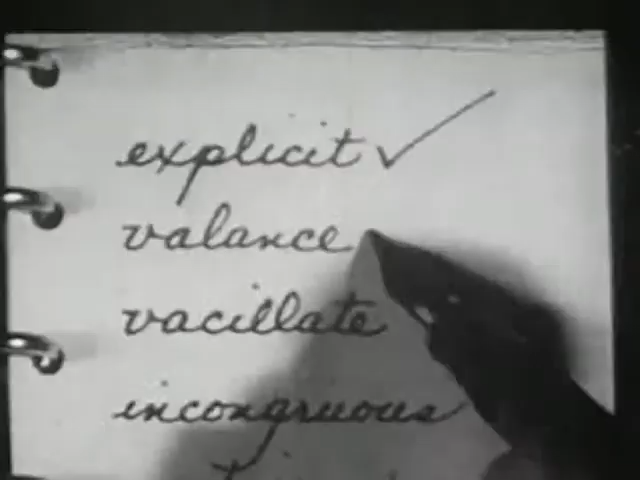 explicit ✓
valance
vacillate
incongruous